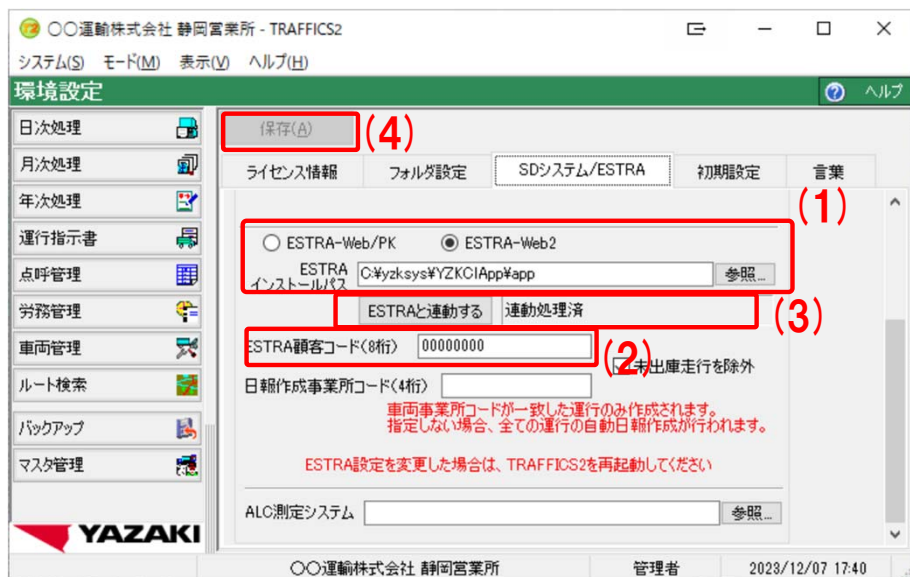 〇〇運輸株式会社 静岡営業所 - TRAFFICS2
システム(S) モード(M) 表示(V) ヘルプ(H)
環境設定
ヘルプ
日次処理
月次処理
年次処理
運行指示書
点呼管理
労務管理
車両管理
ルート検索
バックアップ
マスタ管理
YAZAKI
保存(A)
(4)
ライセンス情報 フォルダ設定 SDシステム/ESTRA 初期設定 言葉
(1)
ESTRA-Web/PK ESTRA-Web2
ESTRA
インストールパス C:¥yzksys¥YZKCIApp¥app 参照...
ESTRAと連動する 連動処理済 (3)
ESTRA顧客コード(8桁) 00000000 (2)
未出庫走行を除外
日報作成事業所コード(4桁)
車両事業所コードが一致した運行のみ作成されます。
指定しない場合、全ての運行の自動日報作成が行われます。
ESTRA設定を変更した場合は、TRAFFICS2を再起動してください
ALC測定システム 参照...
〇〇運輸株式会社 静岡営業所 管理者 2023/12/07 17:40